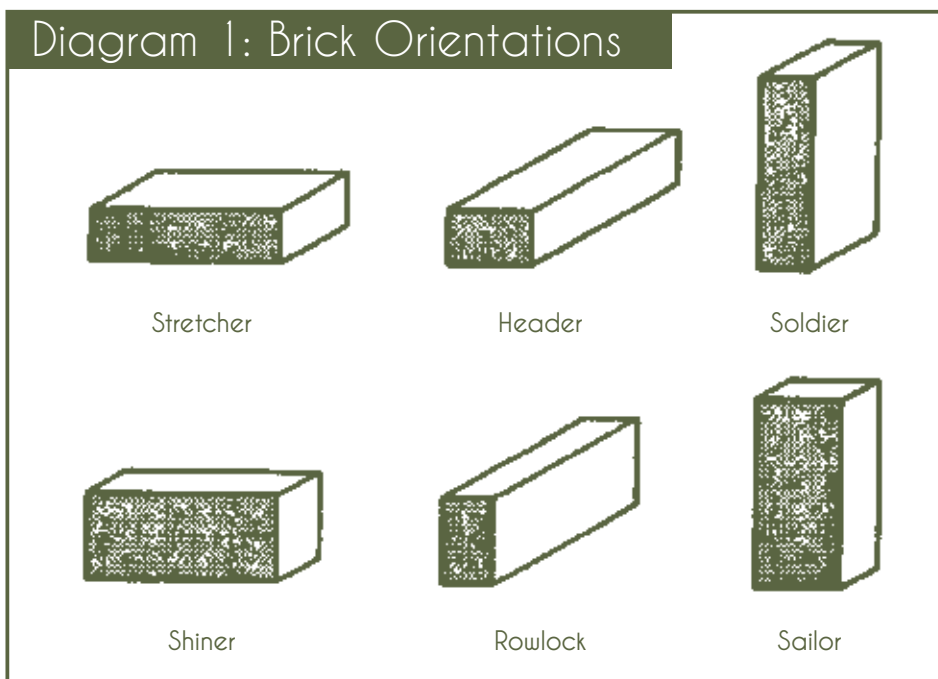 Diagram 1: Brick Orientations
Stretcher
Header
Soldier
Shiner
Rowlock
Sailor